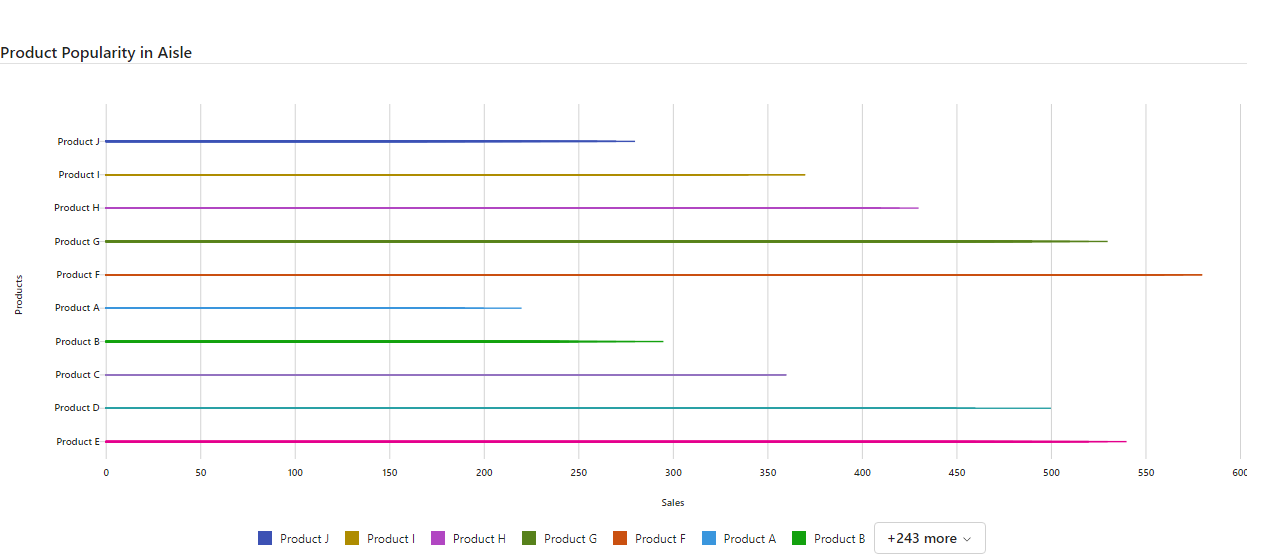 Product Popularity in Aisle
Products
Product J
Product I
Product H
Product G
Product F
Product A
Product B
Product C
Product D
Product E
0 50 100 150 200 250 300 350 400 450 500 550 600
Sales
Product J Product I Product H Product G Product F Product A Product B +243 more